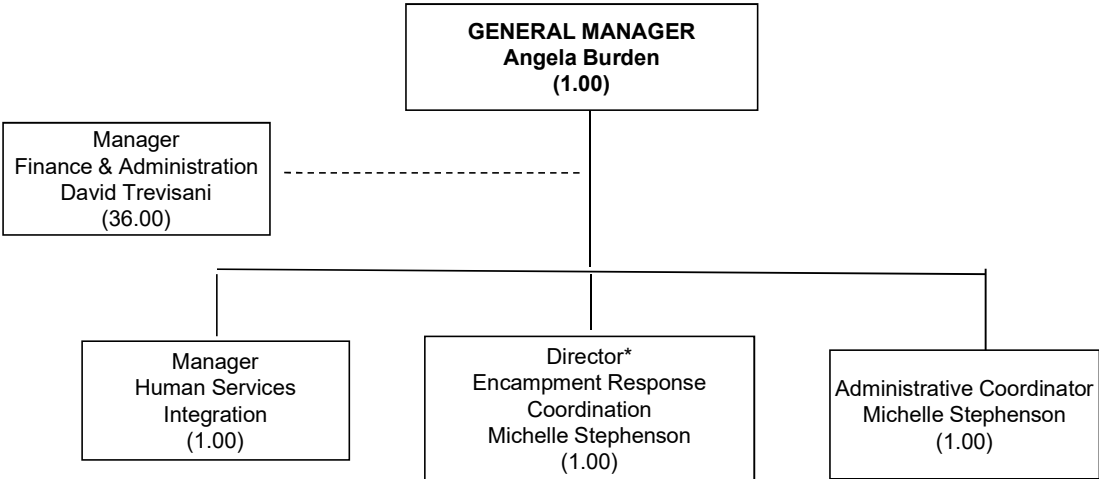 GENERAL MANAGER
Angela Burden
(1.00)
Manager
Finance & Administration
David Trevisani
(36.00)
Manager
Human Services
Integration
(1.00)
Director*
Encampment Response
Coordination
Michelle Stephenson
(1.00)
Administrative Coordinator
Michelle Stephenson
(1.00)